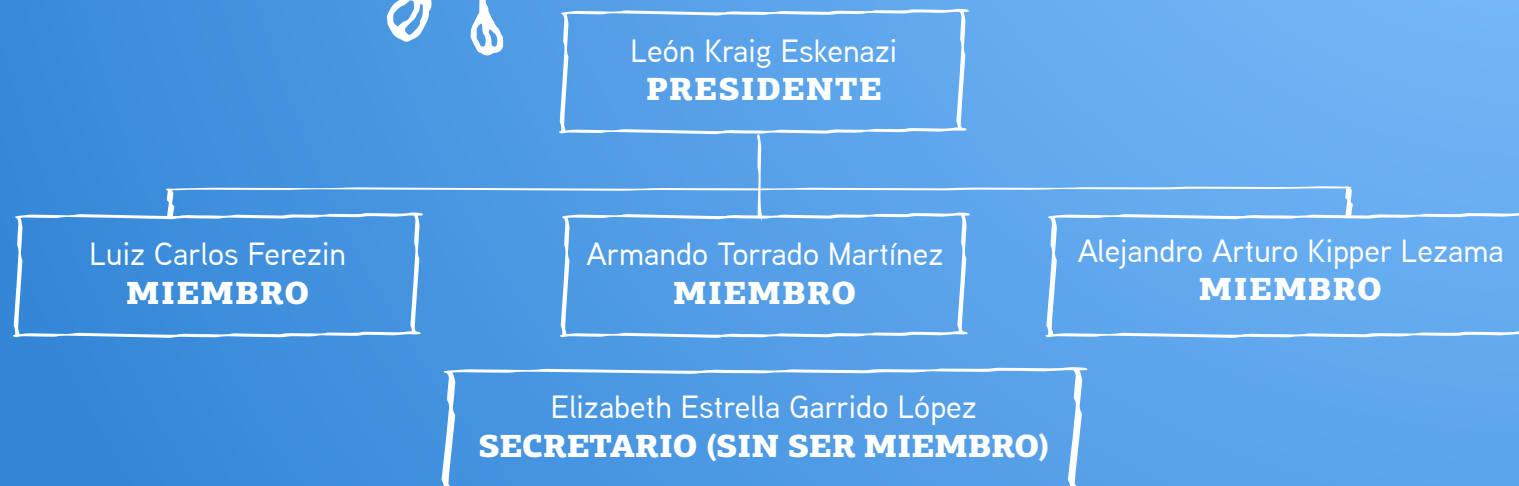 León Kraig Eskenazi
PRESIDENTE
Luiz Carlos Ferezin
MIEMBRO
Armando Torrado Martínez
MIEMBRO
Alejandro Arturo Kipper Lezama
MIEMBRO
Elizabeth Estrella Garrido López
SECRETARIO (SIN SER MIEMBRO)